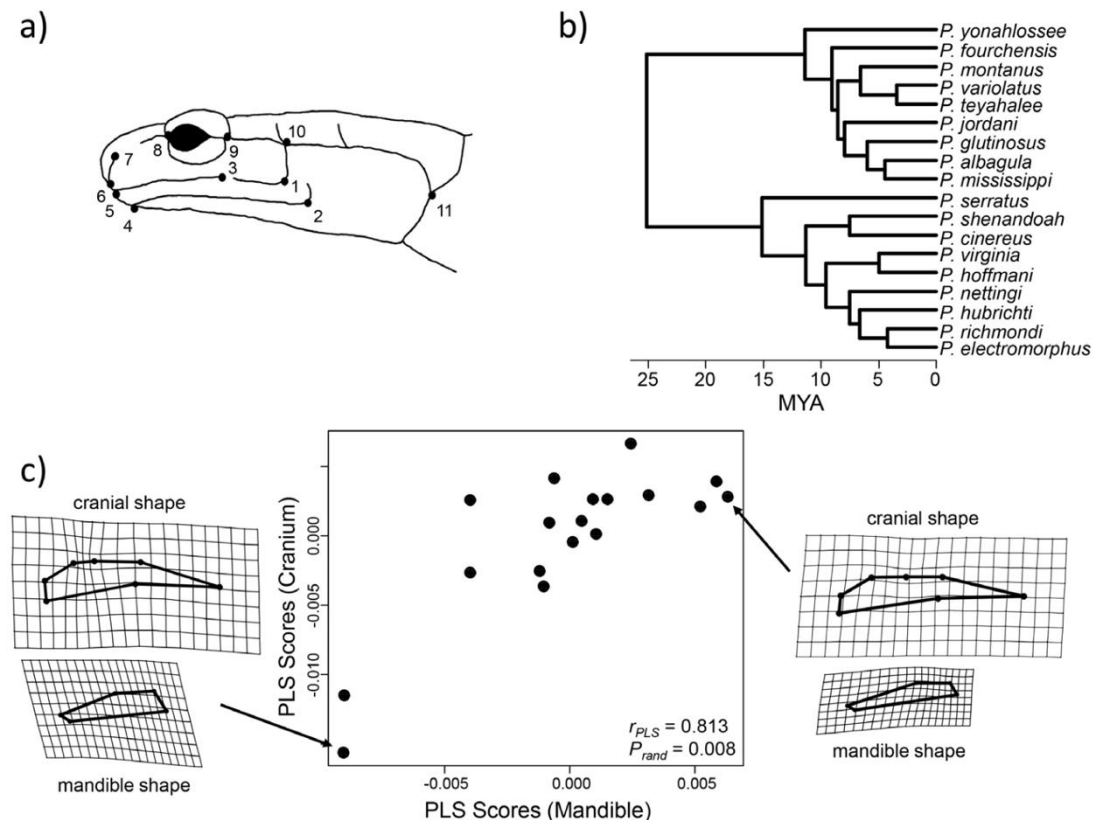 a)
7
8
9
10
3
6
5
1
2
4
11
b)
P. yonahlossee
P. fourchensis
P. montanus
P. variolatus
P. teyahalee
P. jordani
P. glutinosus
P. albagula
P. mississippi
P. serratus
P. shenandoah
P. cinereus
P. virginia
P. hoffmani
P. nettingi
P. hubrichti
P. richmondi
P. electromorphus
25 20 15 10 5 0
MYA
c)
cranial shape
mandible shape
PLS Scores (Cranium)
0.000
-0.005
-0.010
-0.005 0.000 0.005
PLS Scores (Mandible)
rPLS = 0.813
Prand = 0.008
cranial shape
mandible shape